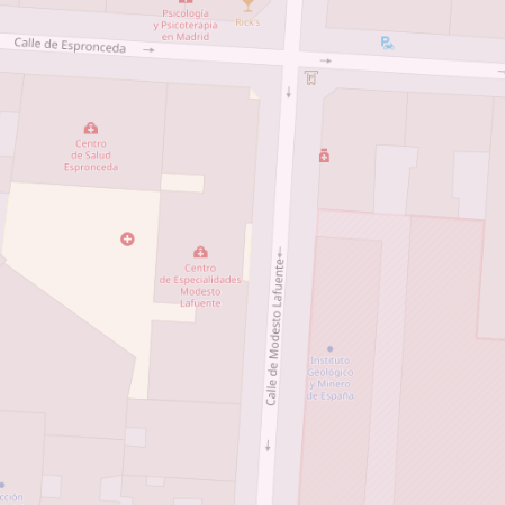 Psicología
y Psicoterapia
en Madrid
Rick's
Calle de Espronceda
Centro
de Salud
Espronceda
Centro
de Especialidades
Modesto
Lafuente
Calle de Modesto Lafuente
Instituto
Geológico
y Minero
de España
cción